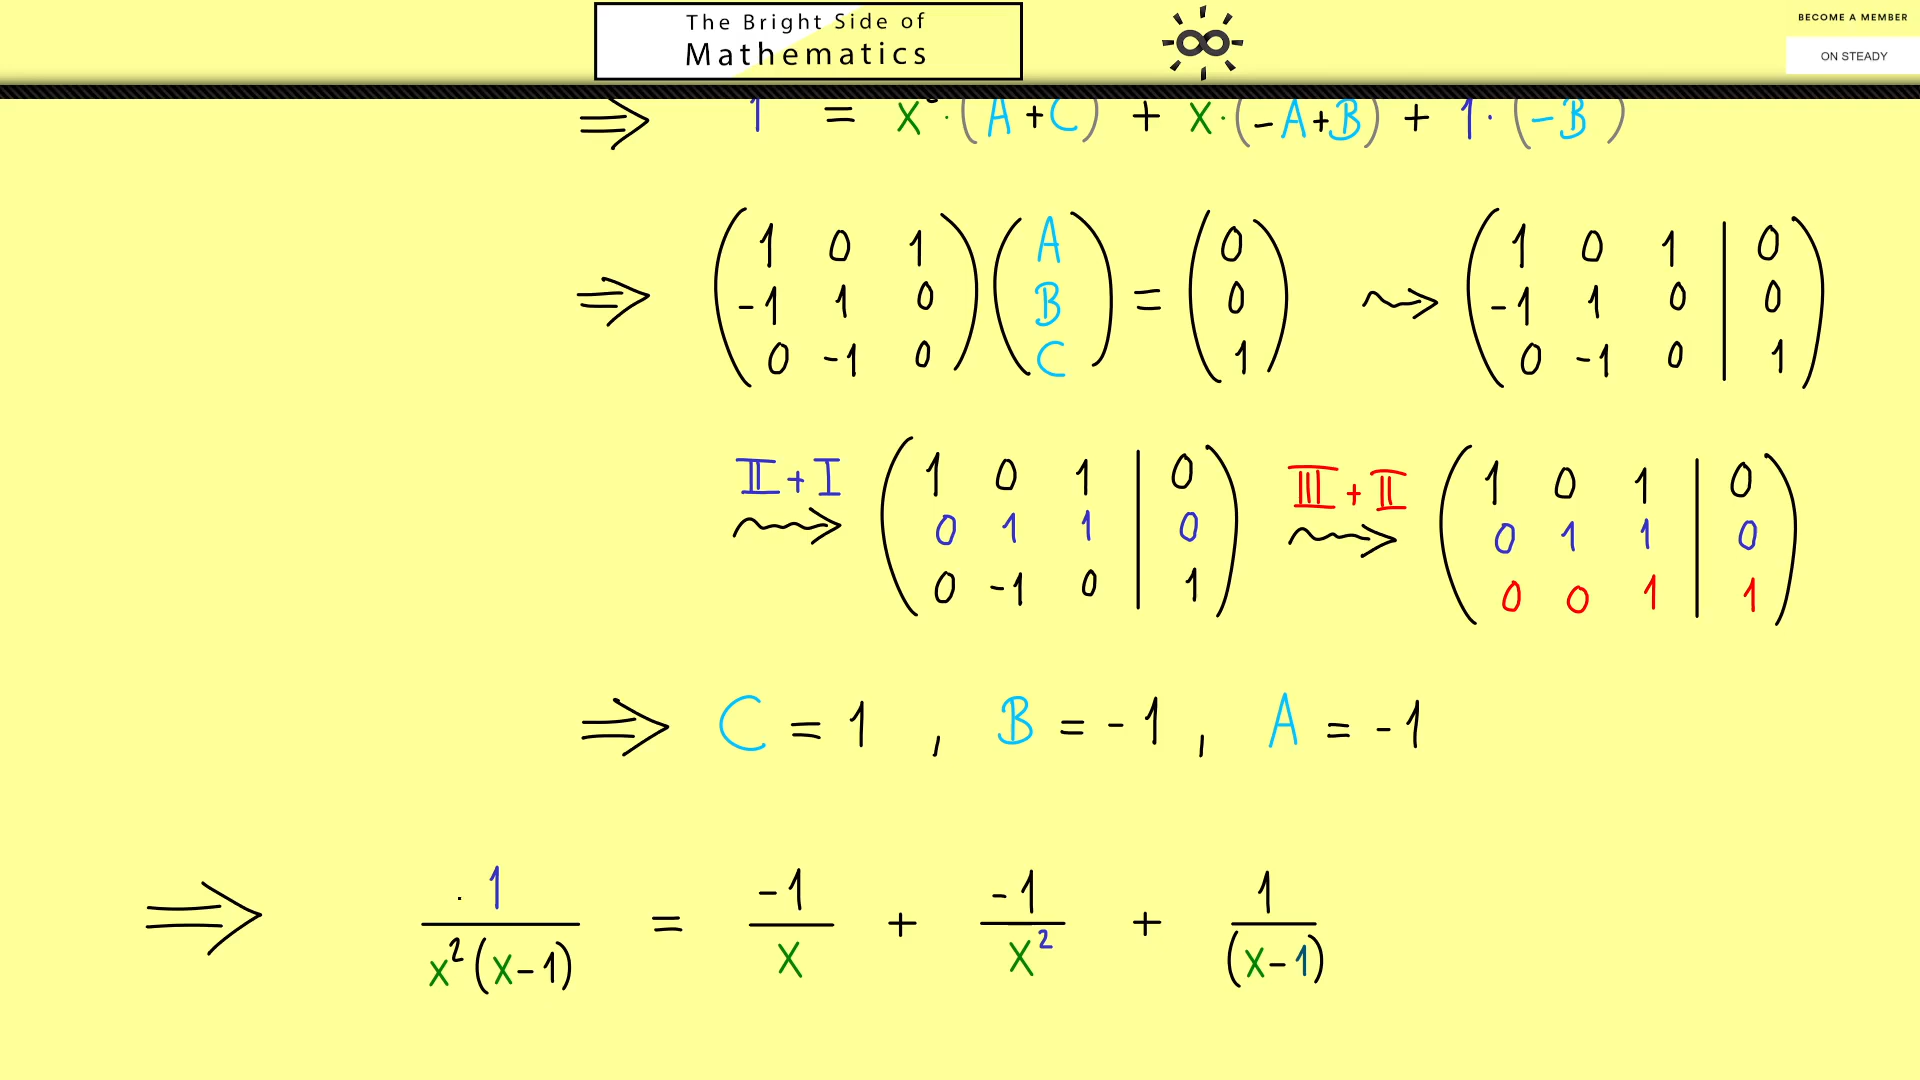 The Bright Side of
Mathematics
BECOME A MEMBER
ON STEADY
⇒ 1 = x² · (A + C) + x · (-A + B) + 1 · (-B)
⇒ ( 1 0 1 ) ( A ) = ( 0 ) ⇝ ( 1 0 1 | 0 )
( -1 1 0 ) ( B ) ( 0 ) ( -1 1 0 | 0 )
( 0 -1 0 ) ( C ) ( 1 ) ( 0 -1 0 | 1 )
II + I ⇝ ( 1 0 1 | 0 ) III + II ⇝ ( 1 0 1 | 0 )
( 0 1 1 | 0 ) ( 0 1 1 | 0 )
( 0 -1 0 | 1 ) ( 0 0 1 | 1 )
⇒ C = 1 , B = -1 , A = -1
⇒ 1 / x²(x-1) = -1 / x + -1 / x² + 1 / (x-1)